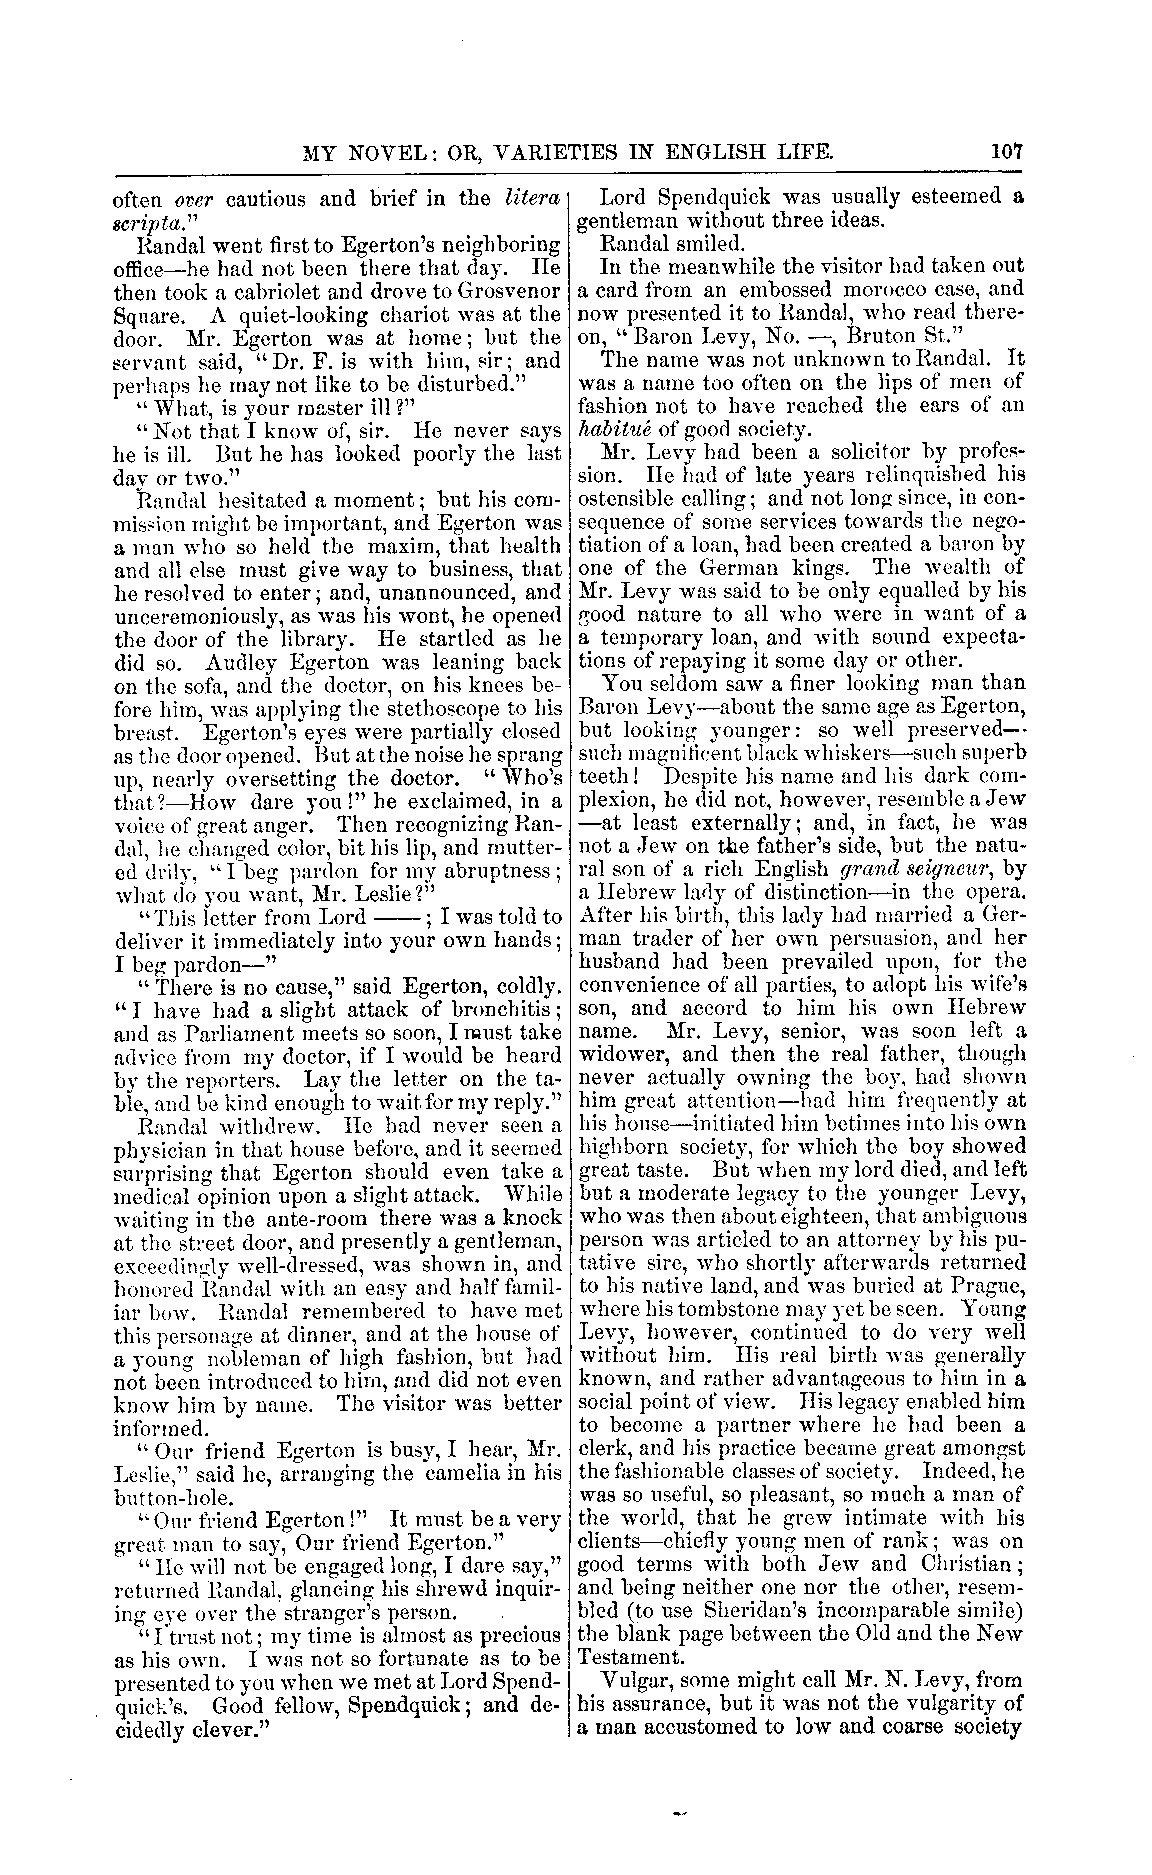 MY NOVEL: OR, VARIETIES IN ENGLISH LIFE. 107
often over cautious and brief in the litera
scripta."
Randal went first to Egerton's neighboring
office—he had not been there that day. He
then took a cabriolet and drove to Grosvenor
Square. A quiet-looking chariot was at the
door. Mr. Egerton was at home; but the
servant said, "Dr. F. is with him, sir; and
perhaps he may not like to be disturbed."
"What, is your master ill?"
"Not that I know of, sir. He never says
he is ill. But he has looked poorly the last
day or two."
Randal hesitated a moment; but his com-
mission might be important, and Egerton was
a man who so held the maxim, that health
and all else must give way to business, that
he resolved to enter; and, unannounced, and
unceremoniously, as was his wont, he opened
the door of the library. He startled as he
did so. Audley Egerton was leaning back
on the sofa, and the doctor, on his knees be-
fore him, was applying the stethoscope to his
breast. Egerton's eyes were partially closed
as the door opened. But at the noise he sprang
up, nearly oversetting the doctor. "Who's
that?—How dare you!" he exclaimed, in a
voice of great anger. Then recognizing Ran-
dal, he changed color, bit his lip, and mutter-
ed drily, "I beg pardon for my abruptness;
what do you want, Mr. Leslie?"
"This letter from Lord ——; I was told to
deliver it immediately into your own hands;
I beg pardon—"
"There is no cause," said Egerton, coldly.
"I have had a slight attack of bronchitis;
and as Parliament meets so soon, I must take
advice from my doctor, if I would be heard
by the reporters. Lay the letter on the ta-
ble, and be kind enough to wait for my reply."
Randal withdrew. He had never seen a
physician in that house before, and it seemed
surprising that Egerton should even take a
medical opinion upon a slight attack. While
waiting in the ante-room there was a knock
at the street door, and presently a gentleman,
exceedingly well-dressed, was shown in, and
honored Randal with an easy and half famil-
iar bow. Randal remembered to have met
this personage at dinner, and at the house of
a young nobleman of high fashion, but had
not been introduced to him, and did not even
know him by name. The visitor was better
informed.
"Our friend Egerton is busy, I hear, Mr.
Leslie," said he, arranging the camelia in his
button-hole.
"Our friend Egerton!" It must be a very
great man to say, Our friend Egerton."
"He will not be engaged long, I dare say,"
returned Randal, glancing his shrewd inquir-
ing eye over the stranger's person.
"I trust not; my time is almost as precious
as his own. I was not so fortunate as to be
presented to you when we met at Lord Spend-
quick's. Good fellow, Spendquick; and de-
cidedly clever."
Lord Spendquick was usually esteemed a
gentleman without three ideas.
Randal smiled.
In the meanwhile the visitor had taken out
a card from an embossed morocco case, and
now presented it to Randal, who read there-
on, "Baron Levy, No. —, Bruton St."
The name was not unknown to Randal. It
was a name too often on the lips of men of
fashion not to have reached the ears of an
habitué of good society.
Mr. Levy had been a solicitor by profes-
sion. He had of late years relinquished his
ostensible calling; and not long since, in con-
sequence of some services towards the nego-
tiation of a loan, had been created a baron by
one of the German kings. The wealth of
Mr. Levy was said to be only equalled by his
good nature to all who were in want of a
a temporary loan, and with sound expecta-
tions of repaying it some day or other.
You seldom saw a finer looking man than
Baron Levy—about the same age as Egerton,
but looking younger: so well preserved—
such magnificent black whiskers—such superb
teeth! Despite his name and his dark com-
plexion, he did not, however, resemble a Jew
—at least externally; and, in fact, he was
not a Jew on the father's side, but the natu-
ral son of a rich English grand seigneur, by
a Hebrew lady of distinction—in the opera.
After his birth, this lady had married a Ger-
man trader of her own persuasion, and her
husband had been prevailed upon, for the
convenience of all parties, to adopt his wife's
son, and accord to him his own Hebrew
name. Mr. Levy, senior, was soon left a
widower, and then the real father, though
never actually owning the boy, had shown
him great attention—had him frequently at
his house—initiated him betimes into his own
highborn society, for which the boy showed
great taste. But when my lord died, and left
but a moderate legacy to the younger Levy,
who was then about eighteen, that ambiguous
person was articled to an attorney by his pu-
tative sire, who shortly afterwards returned
to his native land, and was buried at Prague,
where his tombstone may yet be seen. Young
Levy, however, continued to do very well
without him. His real birth was generally
known, and rather advantageous to him in a
social point of view. His legacy enabled him
to become a partner where he had been a
clerk, and his practice became great amongst
the fashionable classes of society. Indeed, he
was so useful, so pleasant, so much a man of
the world, that he grew intimate with his
clients—chiefly young men of rank; was on
good terms with both Jew and Christian;
and being neither one nor the other, resem-
bled (to use Sheridan's incomparable simile)
the blank page between the Old and the New
Testament.
Vulgar, some might call Mr. N. Levy, from
his assurance, but it was not the vulgarity of
a man accustomed to low and coarse society